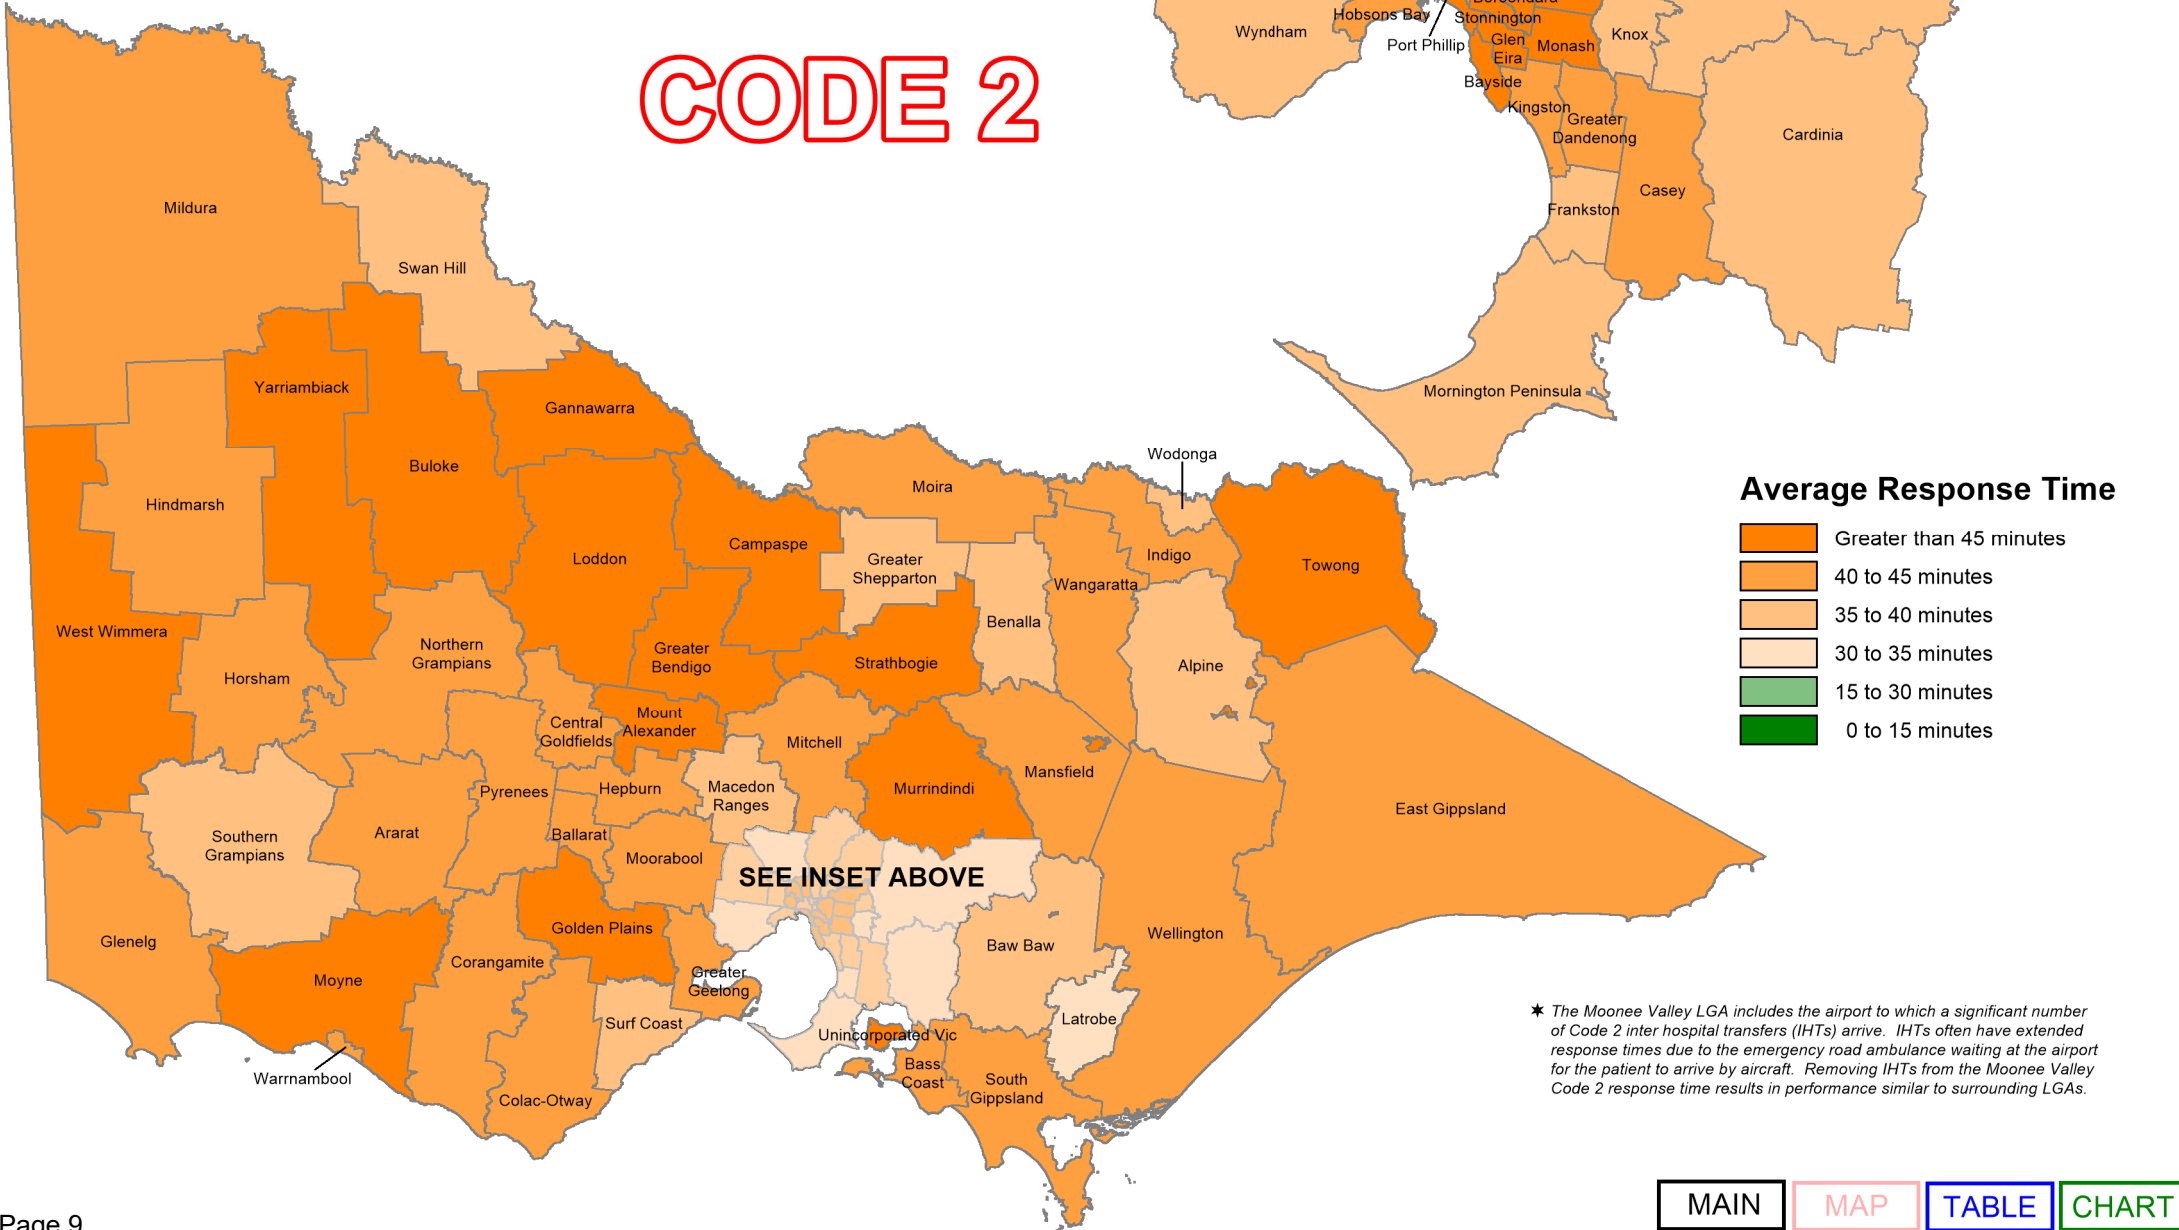 Boroondara
Hobsons Bay
Stonnington
Wyndham
Port Phillip
Glen
Eira
Monash
Knox
Bayside
Kingston
Greater
Dandenong
Cardinia
Casey
Frankston
Mornington Peninsula
CODE 2
Mildura
Swan Hill
Yarriambiack
Gannawarra
Buloke
Hindmarsh
Wodonga
Moira
Loddon
Campaspe
Greater
Shepparton
Indigo
Wangaratta
Towong
Benalla
West Wimmera
Northern
Grampians
Greater
Bendigo
Strathbogie
Alpine
Horsham
Central
Goldfields
Mount
Alexander
Mitchell
Mansfield
Murrindindi
Hepburn
Macedon
Ranges
Pyrenees
East Gippsland
Southern
Grampians
Ararat
Ballarat
Moorabool
SEE INSET ABOVE
Glenelg
Golden Plains
Wellington
Baw Baw
Moyne
Corangamite
Greater
Geelong
Surf Coast
Latrobe
Unincorporated Vic
Bass
Coast
South
Gippsland
Warrnambool
Colac-Otway
Average Response Time
Greater than 45 minutes
40 to 45 minutes
35 to 40 minutes
30 to 35 minutes
15 to 30 minutes
0 to 15 minutes
✶ The Moonee Valley LGA includes the airport to which a significant number
of Code 2 inter hospital transfers (IHTs) arrive. IHTs often have extended
response times due to the emergency road ambulance waiting at the airport
for the patient to arrive by aircraft. Removing IHTs from the Moonee Valley
Code 2 response time results in performance similar to surrounding LGAs.
MAIN
MAP
TABLE
CHART
Page 9